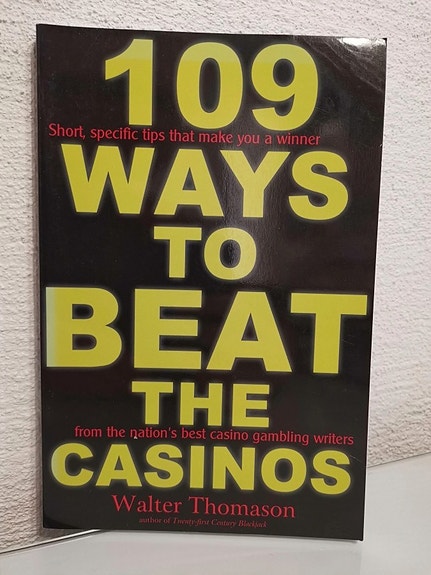 109
Short, specific tips that make you a winner
WAYS
TO
BEAT
THE
from the nation's best casino gambling writers
CASINOS
Walter Thomason
author of Twenty-first Century Blackjack